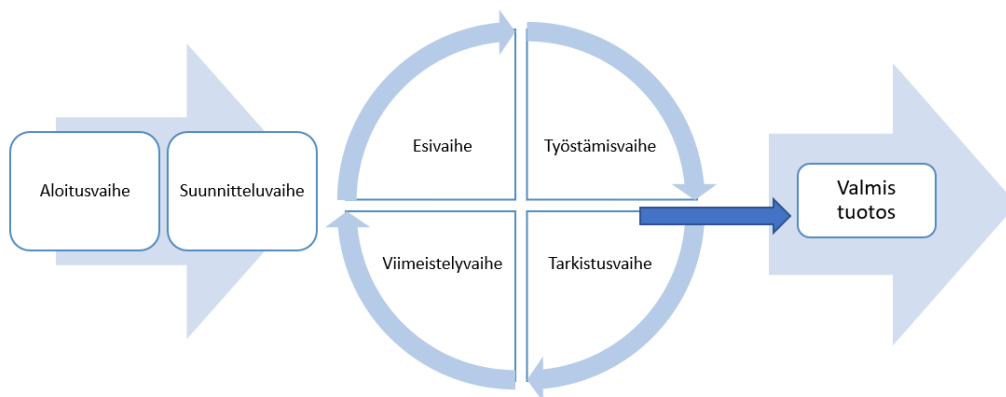 Aloitusvaihe
Suunnitteluvaihe
Esivaihe
Työstämisvaihe
Viimeistelyvaihe
Tarkistusvaihe
Valmis
tuotos